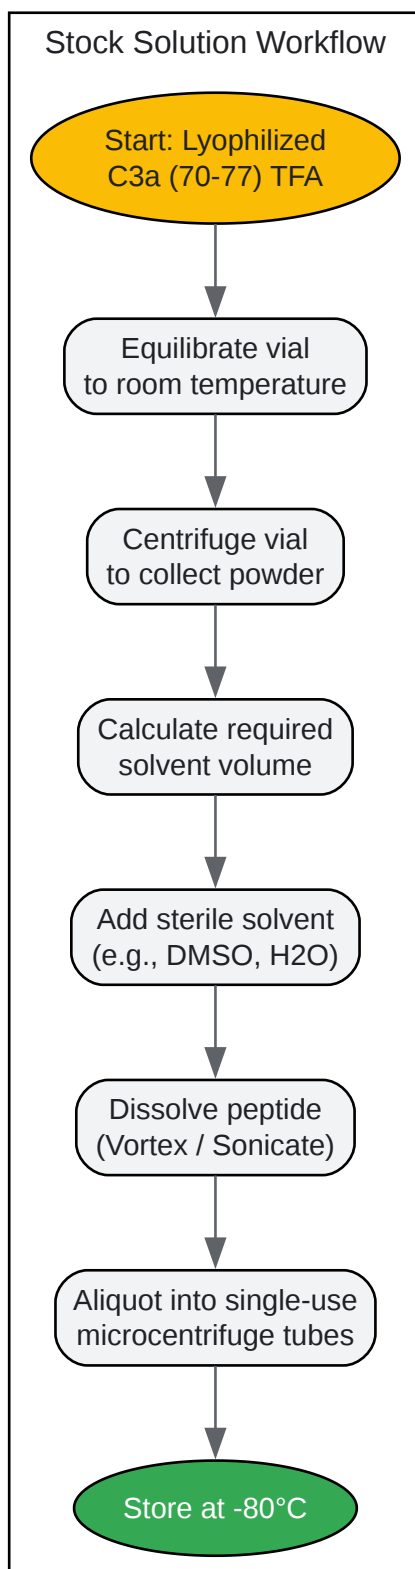 Stock Solution Workflow
Start: Lyophilized
C3a (70-77) TFA
Equilibrate vial
to room temperature
Centrifuge vial
to collect powder
Calculate required
solvent volume
Add sterile solvent
(e.g., DMSO, H2O)
Dissolve peptide
(Vortex / Sonicate)
Aliquot into single-use
microcentrifuge tubes
Store at -80°C